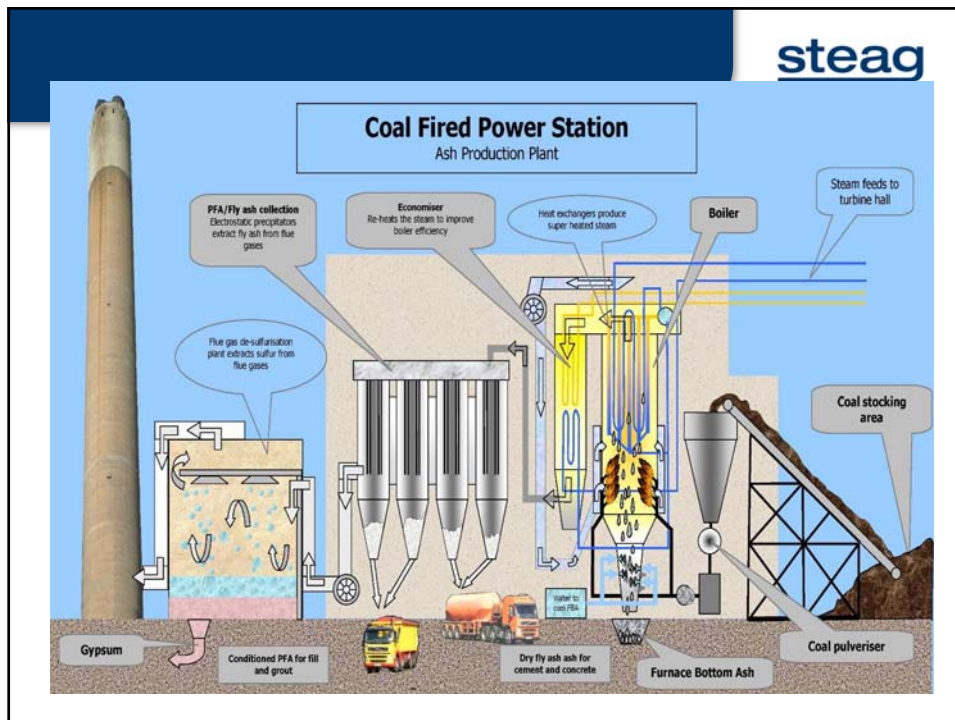 steag
Coal Fired Power Station
Ash Production Plant
PFA/Fly ash collection
Electrostatic precipitators
extract fly ash from flue
gases
Economiser
Re-heats the steam to improve
boiler efficiency
Heat exchangers produce
super heated steam
Boiler
Steam feeds to
turbine hall
Flue gas de-sulfurisation
plant extracts sulfur from
flue gases
Coal stocking
area
Water to
cool FBA
Gypsum
Conditioned PFA for fill
and grout
Dry fly ash ash for
cement and concrete
Furnace Bottom Ash
Coal pulveriser